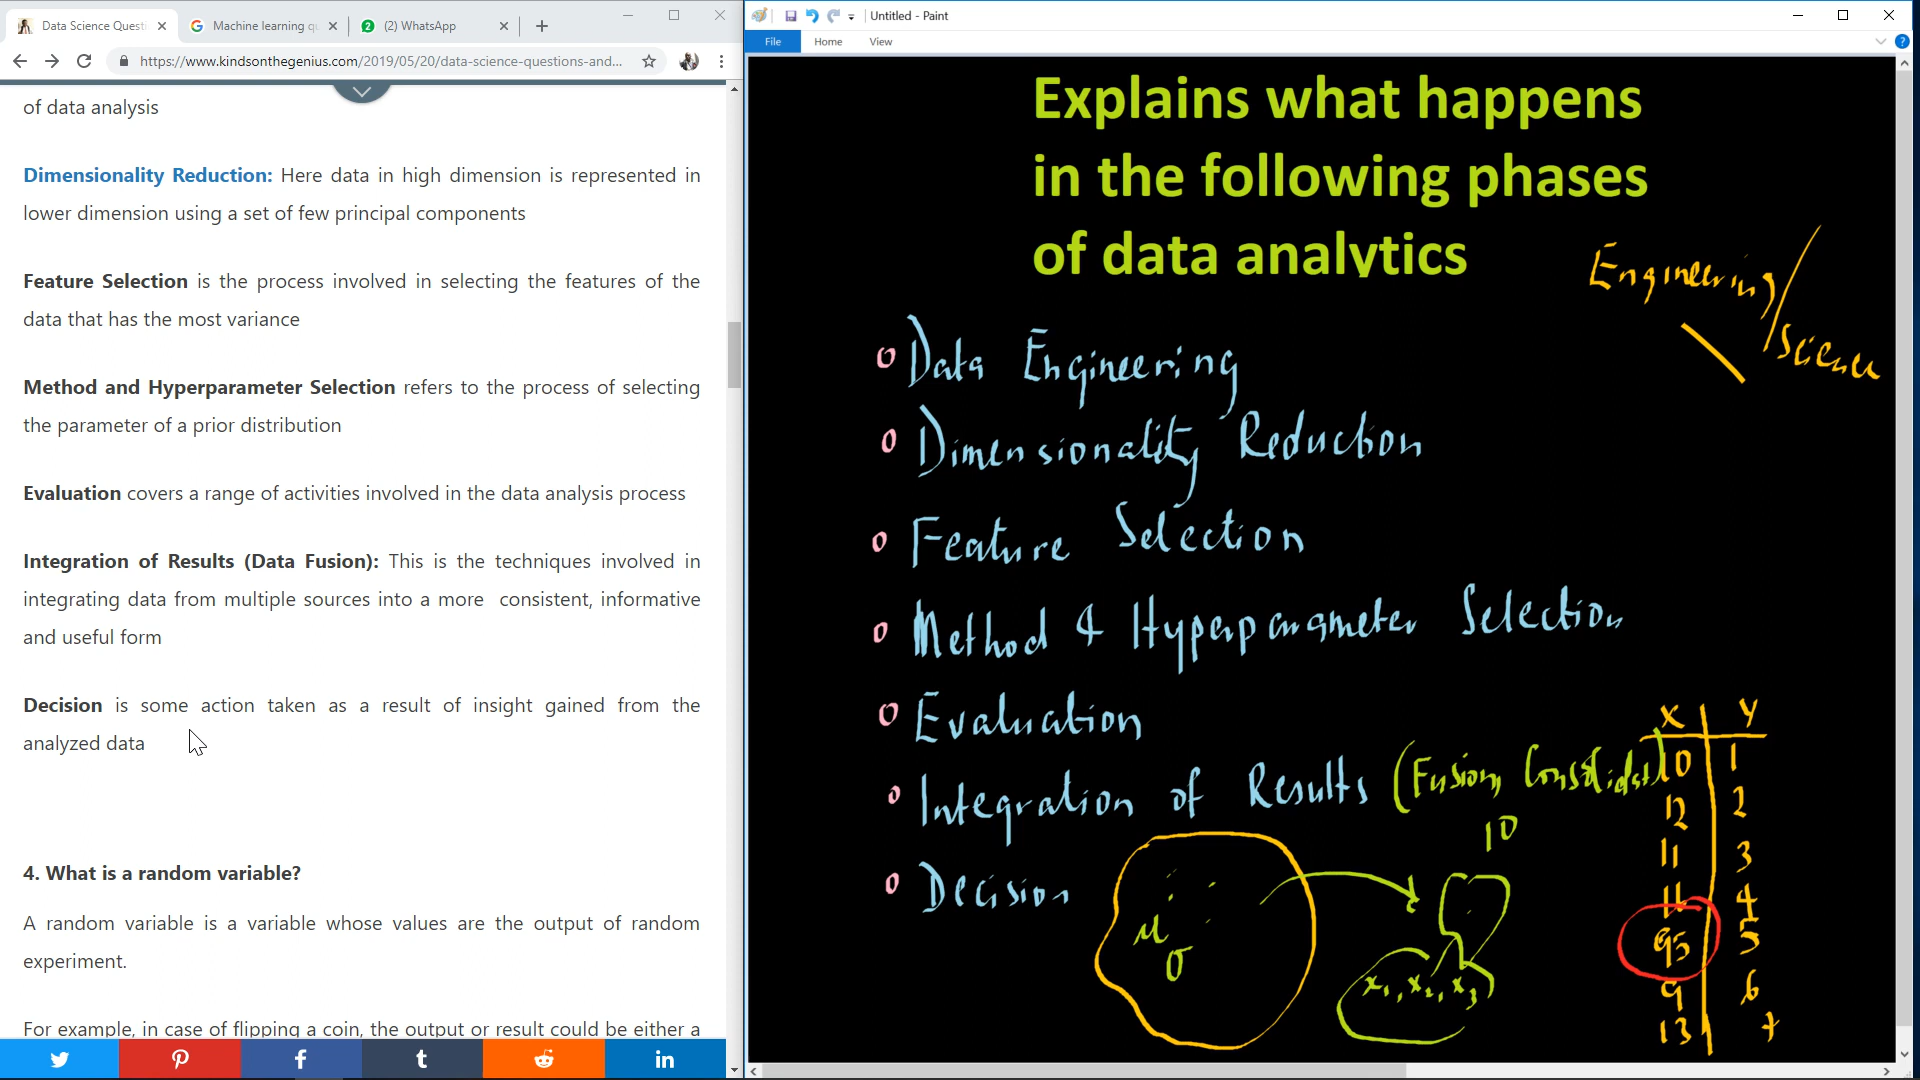 Data Science Questi
Machine learning qu
(2) WhatsApp
https://www.kindsonthegenius.com/2019/05/20/data-science-questions-and...
of data analysis
Dimensionality Reduction: Here data in high dimension is represented in
lower dimension using a set of few principal components
Feature Selection is the process involved in selecting the features of the
data that has the most variance
Method and Hyperparameter Selection refers to the process of selecting
the parameter of a prior distribution
Evaluation covers a range of activities involved in the data analysis process
Integration of Results (Data Fusion): This is the techniques involved in
integrating data from multiple sources into a more consistent, informative
and useful form
Decision is some action taken as a result of insight gained from the
analyzed data
4. What is a random variable?
A random variable is a variable whose values are the output of random
experiment.
For example, in case of flipping a coin, the output or result could be either a
Untitled - Paint
File Home View
Explains what happens
in the following phases
of data analytics
Engineering/
Science
Data Engineering
Dimensionality Reduction
Feature Selection
Method & Hyperparameter Selection
Evaluation
Integration of Results (Fusion,
Decision
μ
σ
10
x1, x2, x3
X Y
10 1
12 2
11 3
11 4
95 5
9 6
13